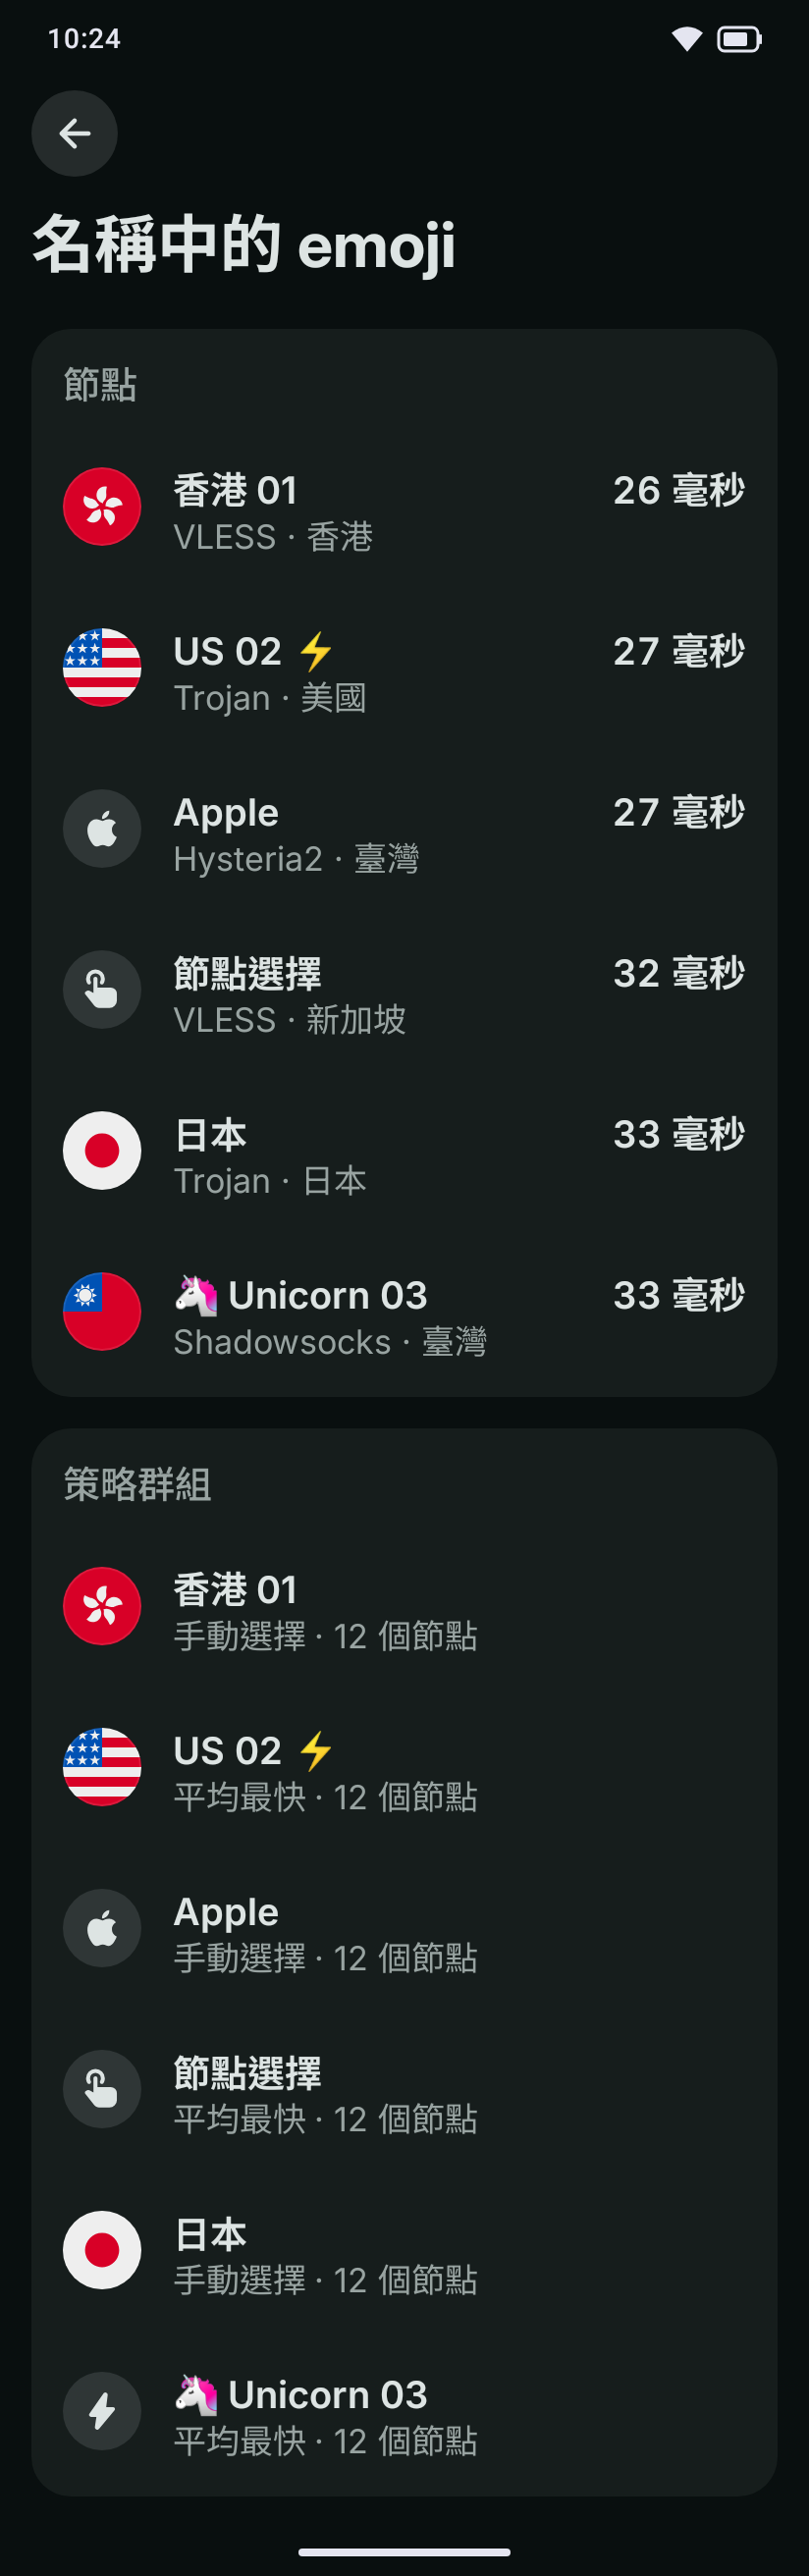 10:24
名稱中的 emoji
節點
香港 01
26 毫秒
VLESS · 香港
US 02 ⚡
27 毫秒
Trojan · 美國
Apple
27 毫秒
Hysteria2 · 臺灣
節點選擇
32 毫秒
VLESS · 新加坡
日本
33 毫秒
Trojan · 日本
🦄 Unicorn 03
33 毫秒
Shadowsocks · 臺灣
策略群組
香港 01
手動選擇 · 12 個節點
US 02 ⚡
平均最快 · 12 個節點
Apple
手動選擇 · 12 個節點
節點選擇
平均最快 · 12 個節點
日本
手動選擇 · 12 個節點
🦄 Unicorn 03
平均最快 · 12 個節點